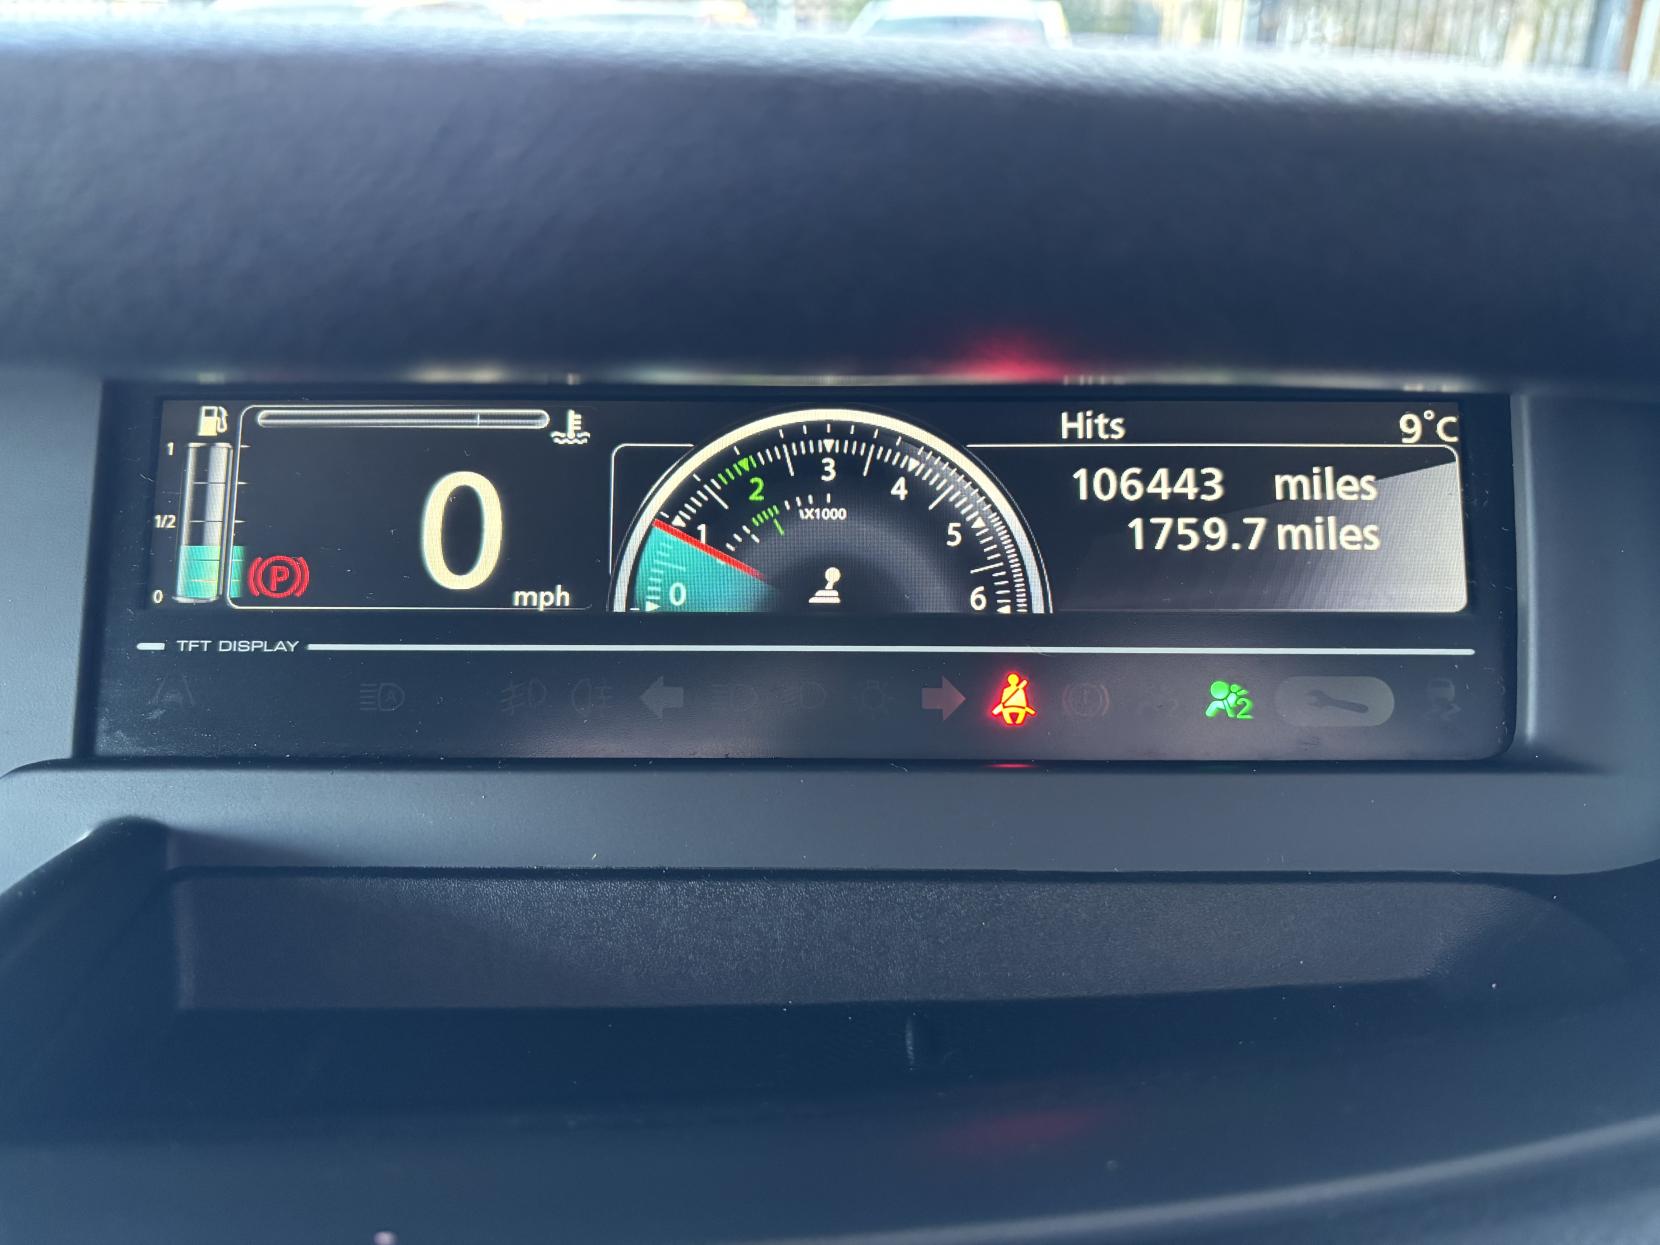 Hits 9°C
1
1/2
0
0 mph
P
0 1 2 3 4 5 6
X1000
106443 miles
1759.7 miles
TFT DISPLAY
2